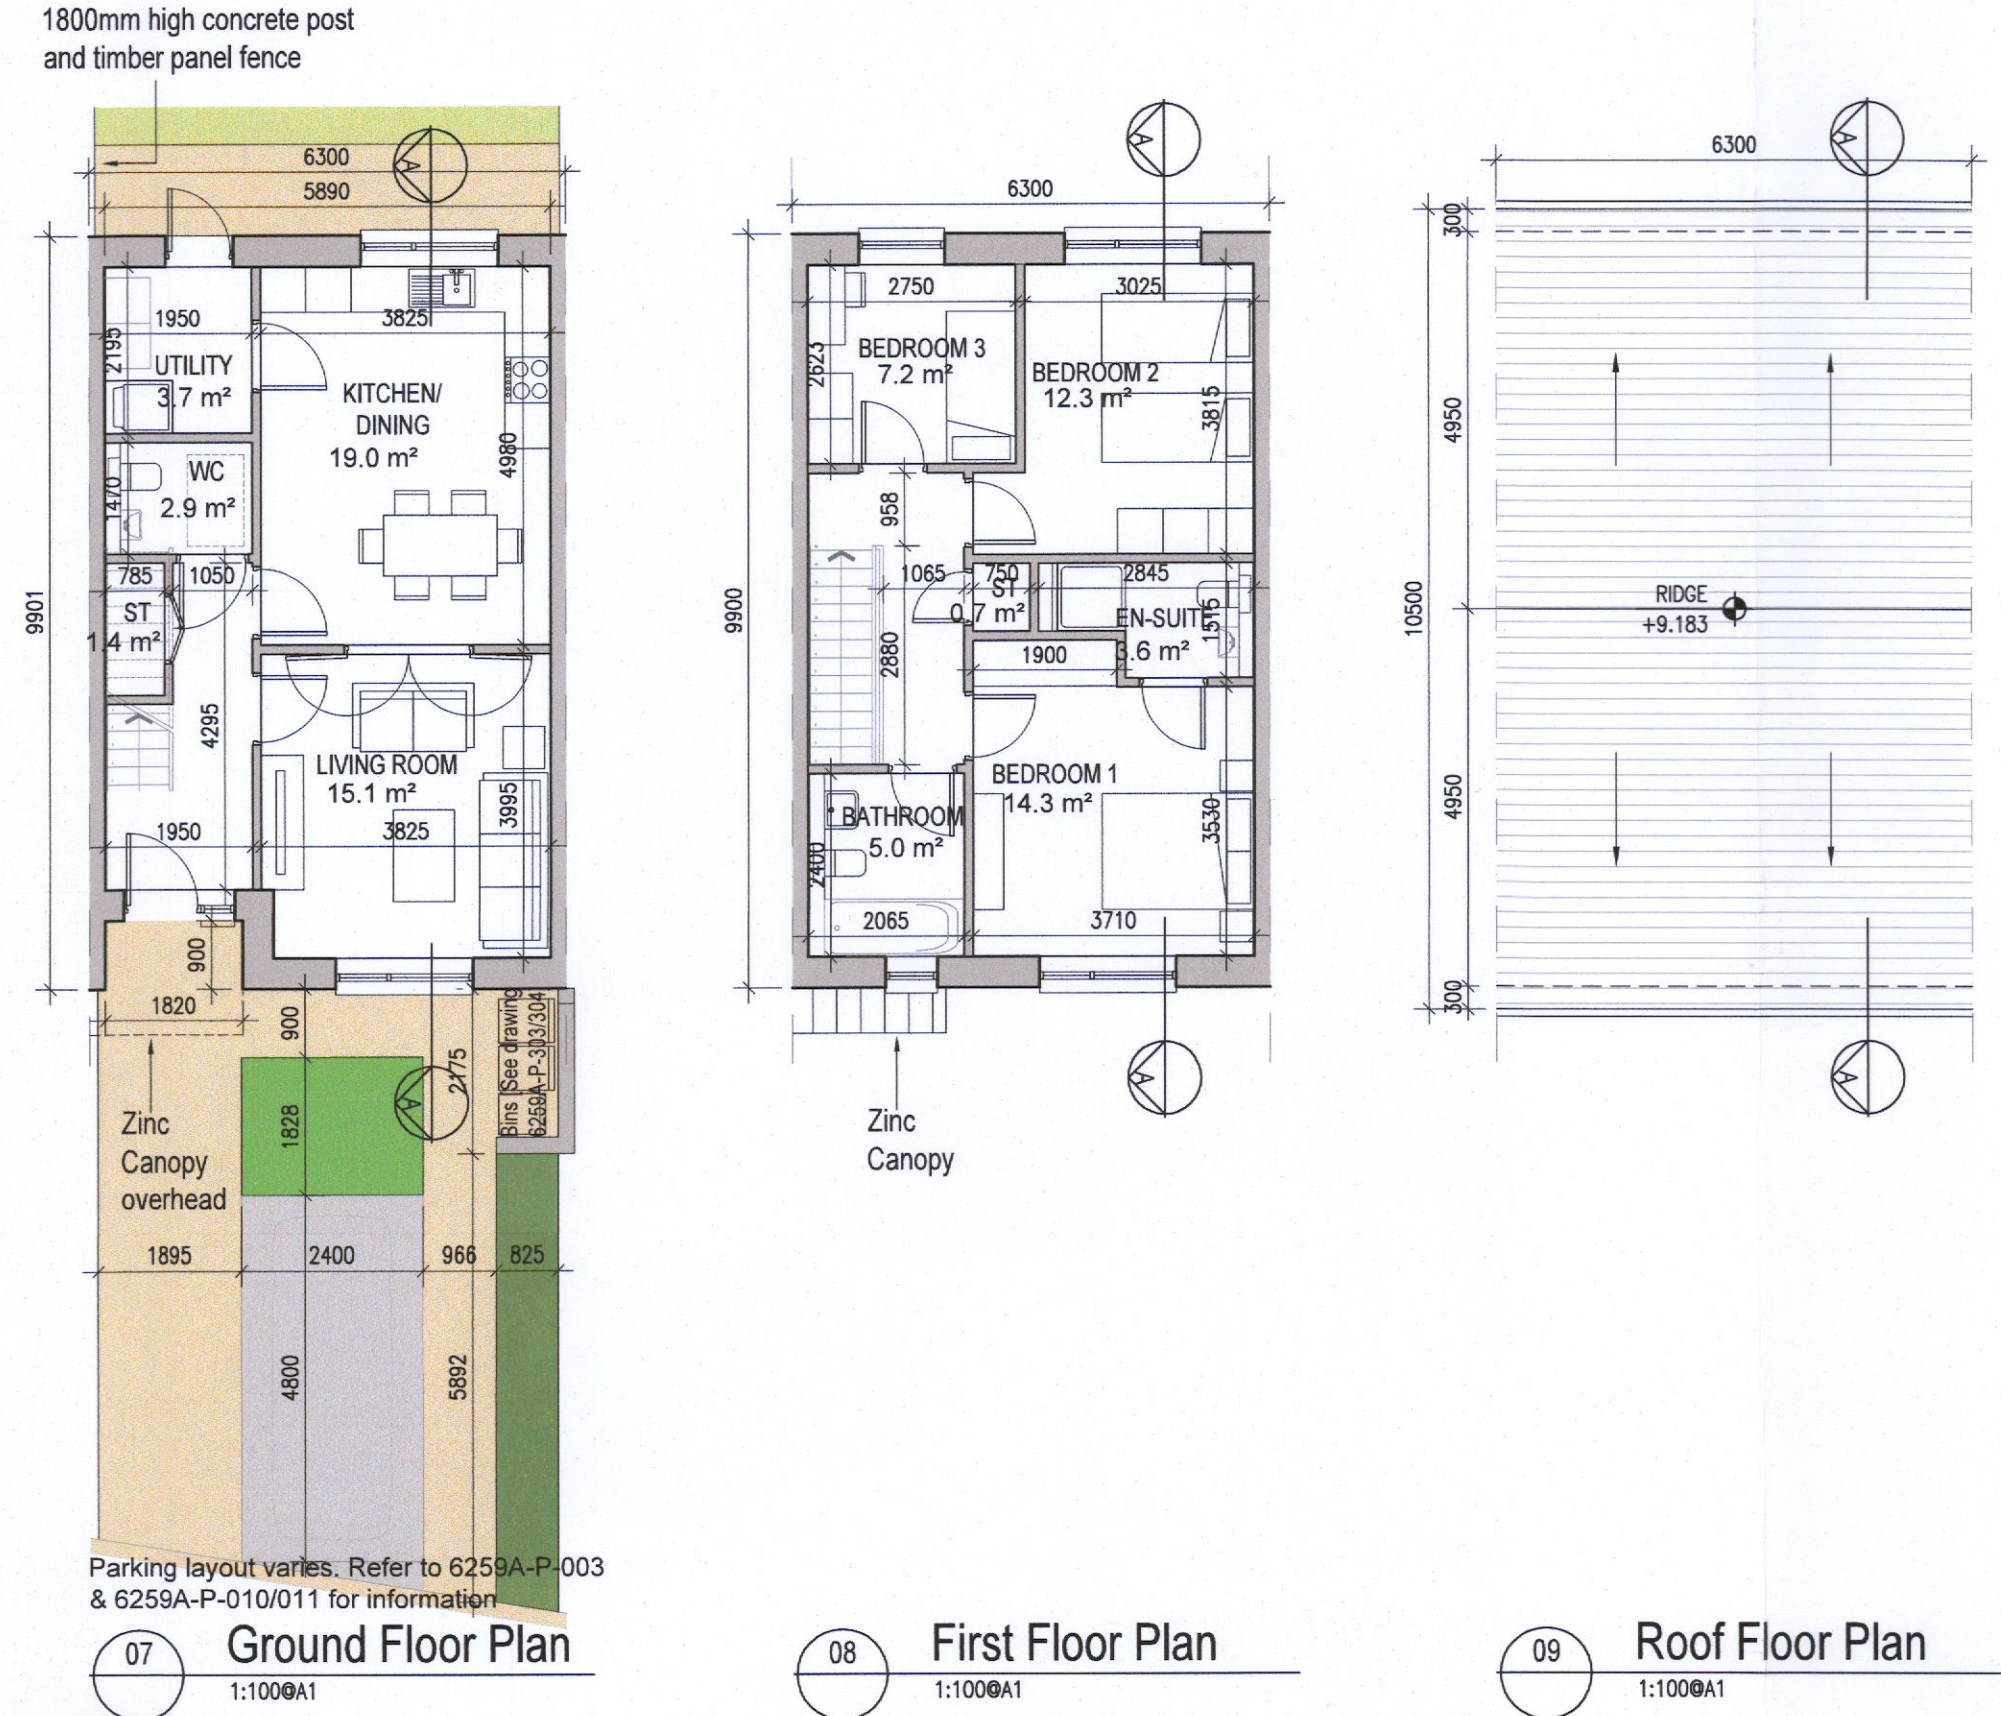 1800mm high concrete post
and timber panel fence
6300
5890
1950
3825
2195
UTILITY
3.7 m²
KITCHEN/
DINING
19.0 m²
4980
WC
2.9 m²
1470
785
1050
ST
1.4 m²
9901
4295
LIVING ROOM
15.1 m²
3995
1950
3825
900
1820
900
2175
Bins [See drawing
6259A-P-303/304
1828
Zinc
Canopy
overhead
1895
2400
966
825
4800
5892
A
A
Parking layout varies. Refer to 6259A-P-003
& 6259A-P-010/011 for information
07
Ground Floor Plan
1:100@A1
A
6300
2750
3025
2623
BEDROOM 3
7.2 m²
BEDROOM 2
12.3 m²
3815
958
1065
750
2845
ST
0.7 m²
EN-SUITE
3.6 m²
1515
9900
2880
1900
BEDROOM 1
14.3 m²
3530
BATHROOM
5.0 m²
2400
2065
3710
A
Zinc
Canopy
08
First Floor Plan
1:100@A1
A
6300
300
4950
10500
RIDGE
+9.183
4950
300
A
09
Roof Floor Plan
1:100@A1